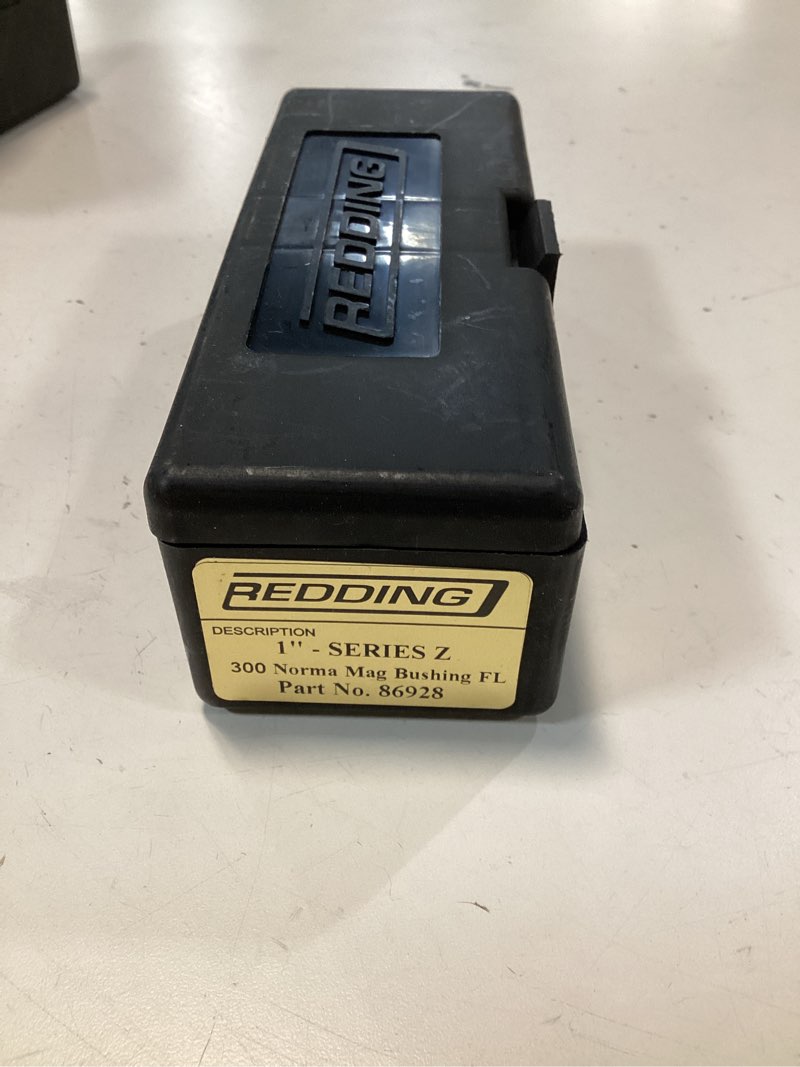 REDDING
REDDING
DESCRIPTION
1" - SERIES Z
300 Norma Mag Bushing FL
Part No. 86928